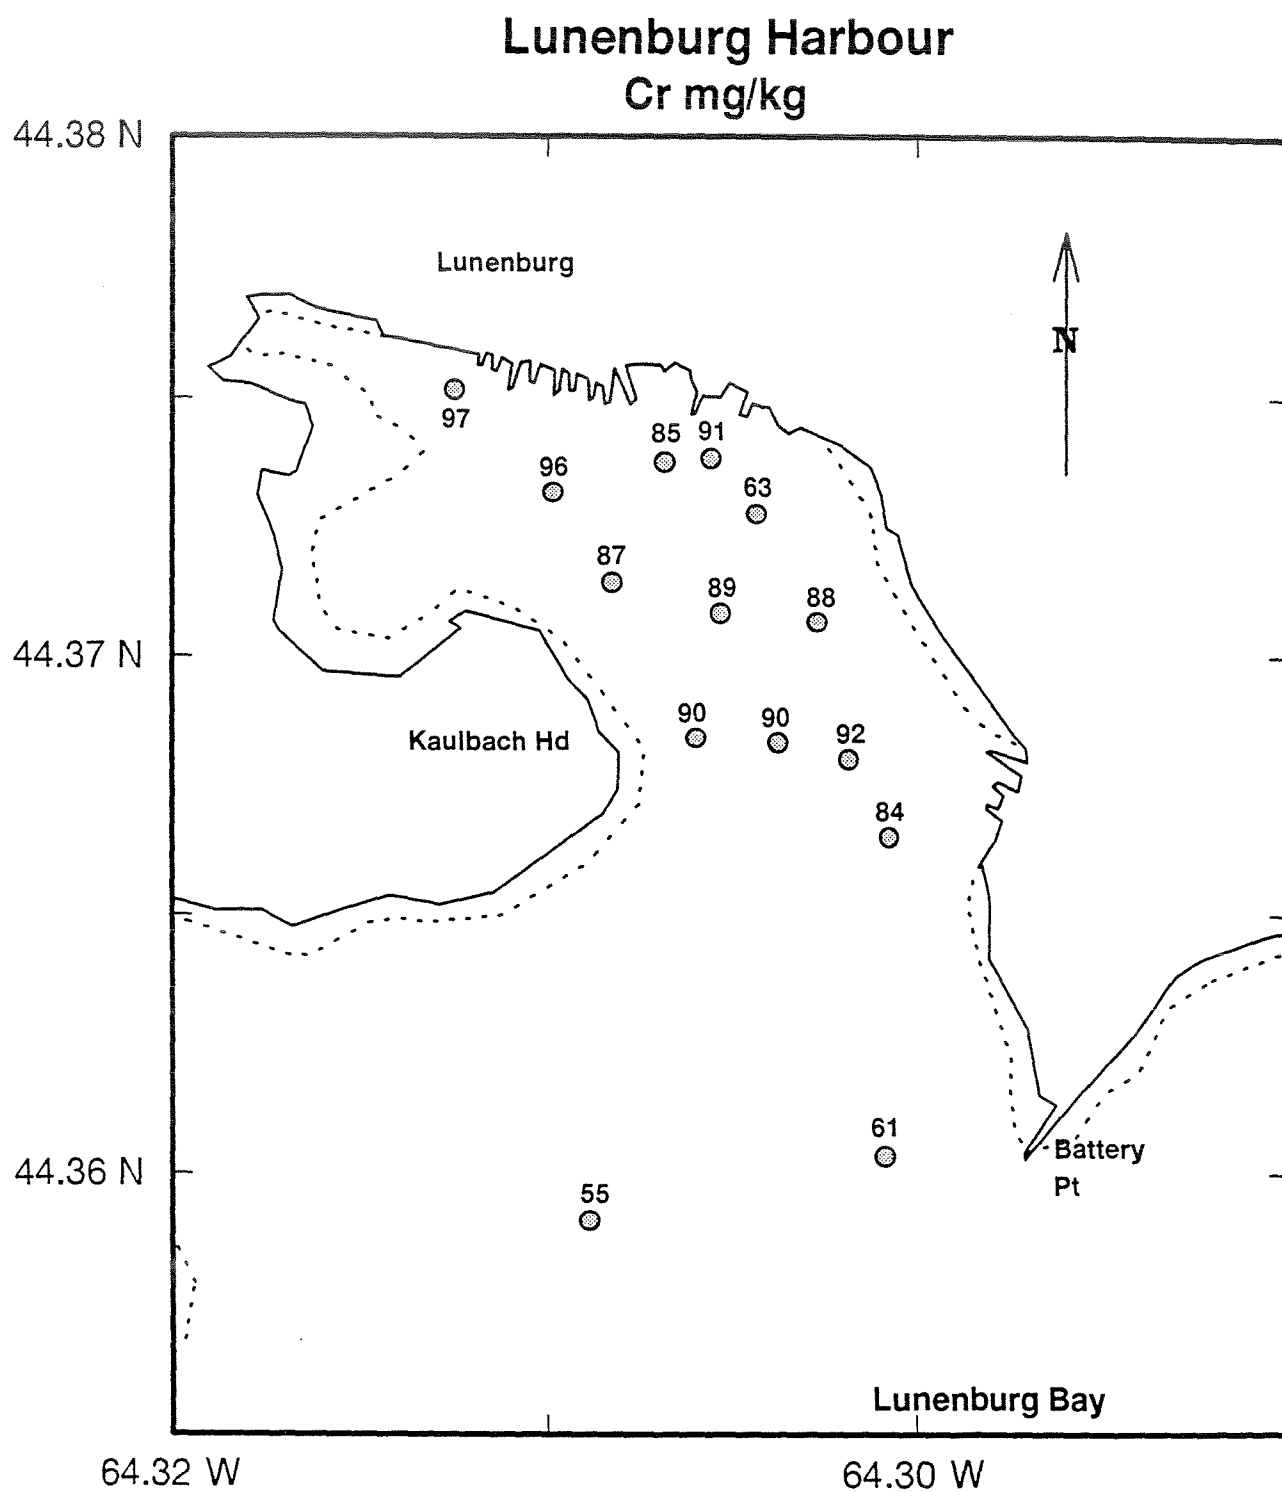 Lunenburg Harbour
Cr mg/kg
44.38 N
Lunenburg
N
97
85
91
96
63
87
89
88
44.37 N
90
90
92
Kaulbach Hd
84
61
Battery
Pt
44.36 N
55
Lunenburg Bay
64.32 W
64.30 W